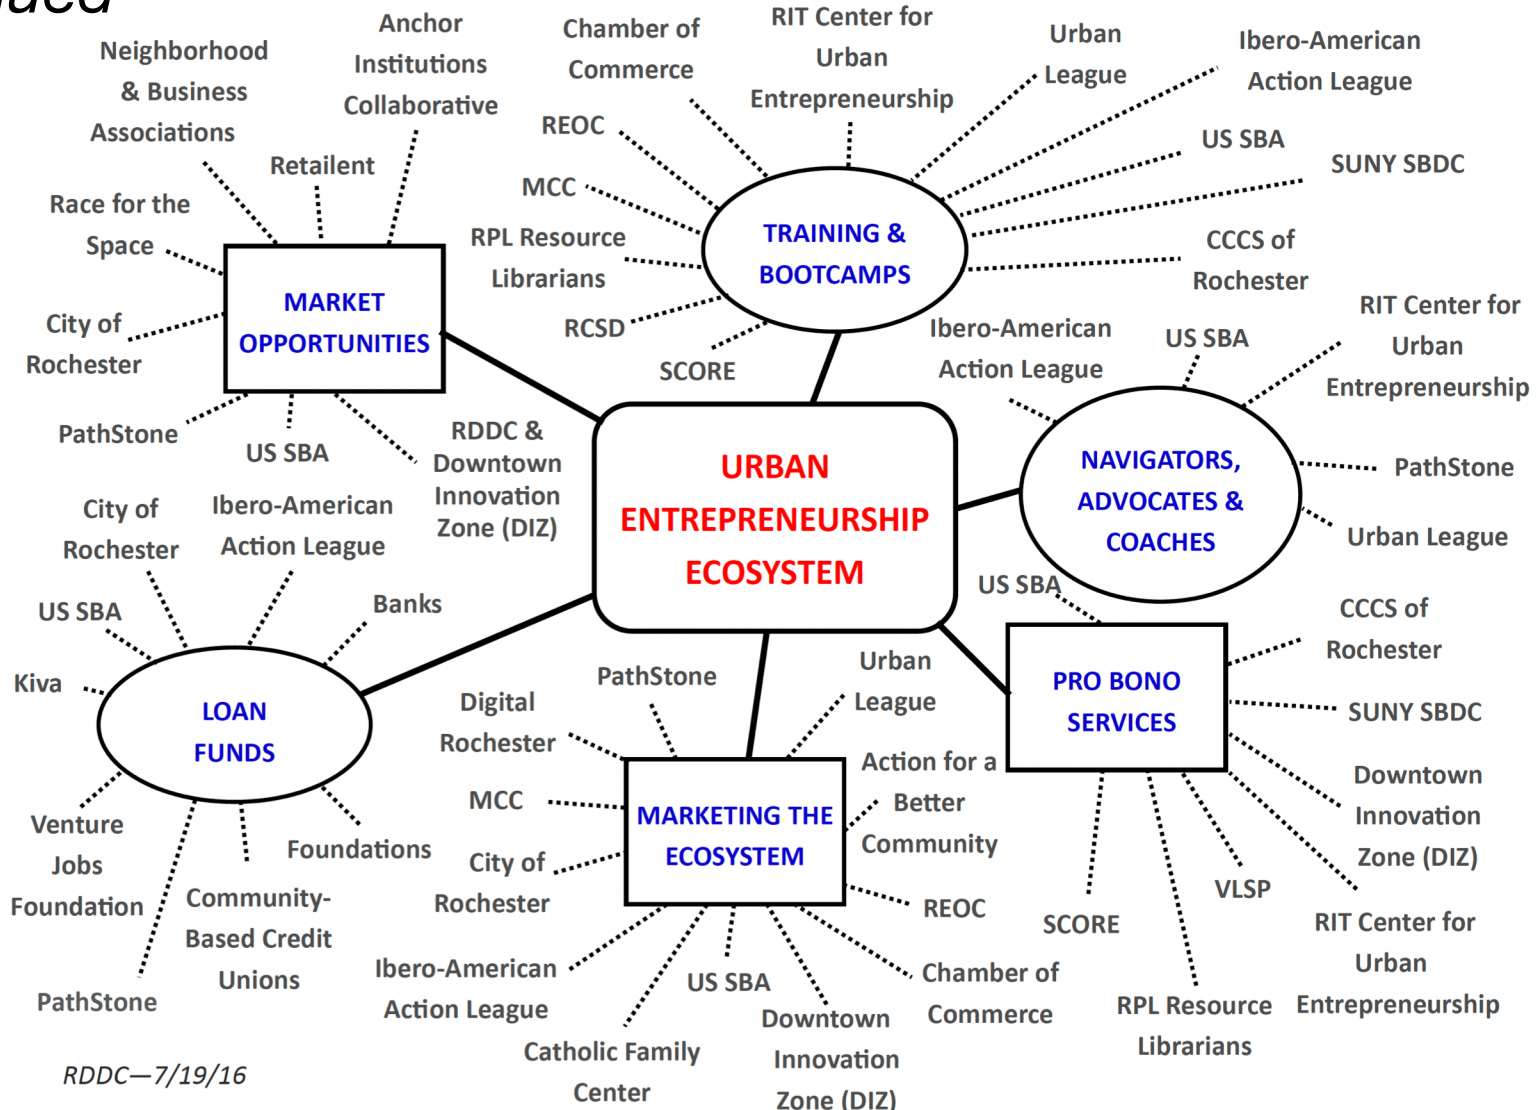 Neighborhood
& Business
Associations
Anchor
Institutions
Collaborative
Retailent
Race for the
Space
City of
Rochester
MARKET
OPPORTUNITIES
PathStone
US SBA
RDDC &
Downtown
Innovation
Zone (DIZ)
Chamber of
Commerce
RIT Center for
Urban
Entrepreneurship
Urban
League
Ibero-American
Action League
REOC
US SBA
SUNY SBDC
MCC
RPL Resource
Librarians
TRAINING &
BOOTCAMPS
CCCS of
Rochester
RCSD
SCORE
Ibero-American
Action League
US SBA
RIT Center for
Urban
Entrepreneurship
NAVIGATORS,
ADVOCATES &
COACHES
PathStone
Urban League
URBAN
ENTREPRENEURSHIP
ECOSYSTEM
City of
Rochester
Ibero-American
Action League
US SBA
Banks
Kiva
LOAN
FUNDS
Venture
Jobs
Foundation
Foundations
Community-
Based Credit
Unions
PathStone
PathStone
Urban
League
Digital
Rochester
MCC
MARKETING THE
ECOSYSTEM
Action for a
Better
Community
City of
Rochester
REOC
Ibero-American
Action League
US SBA
Chamber of
Commerce
Catholic Family
Center
Downtown
Innovation
Zone (DIZ)
US SBA
CCCS of
Rochester
PRO BONO
SERVICES
SUNY SBDC
Downtown
Innovation
Zone (DIZ)
VLSP
SCORE
RIT Center for
Urban
Entrepreneurship
RPL Resource
Librarians
RDDC—7/19/16